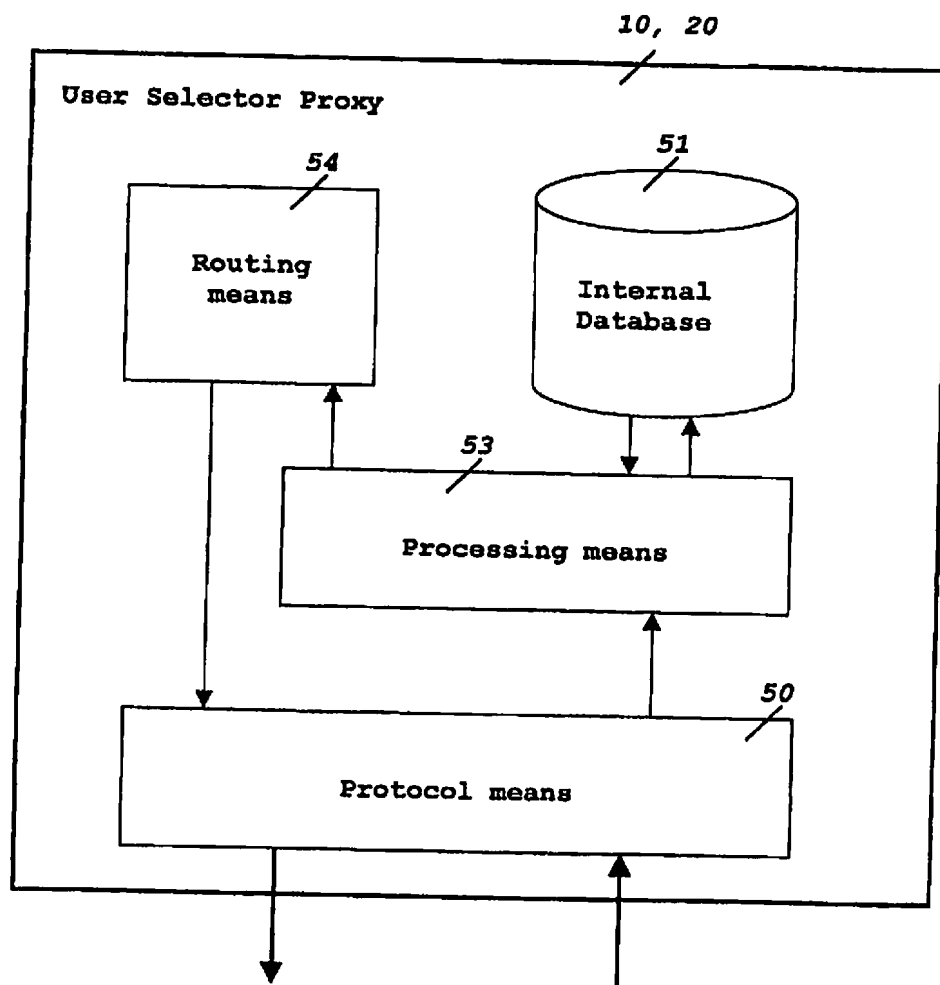 10, 20
User Selector Proxy
54
51
Routing
means
Internal
Database
53
Processing means
50
Protocol means